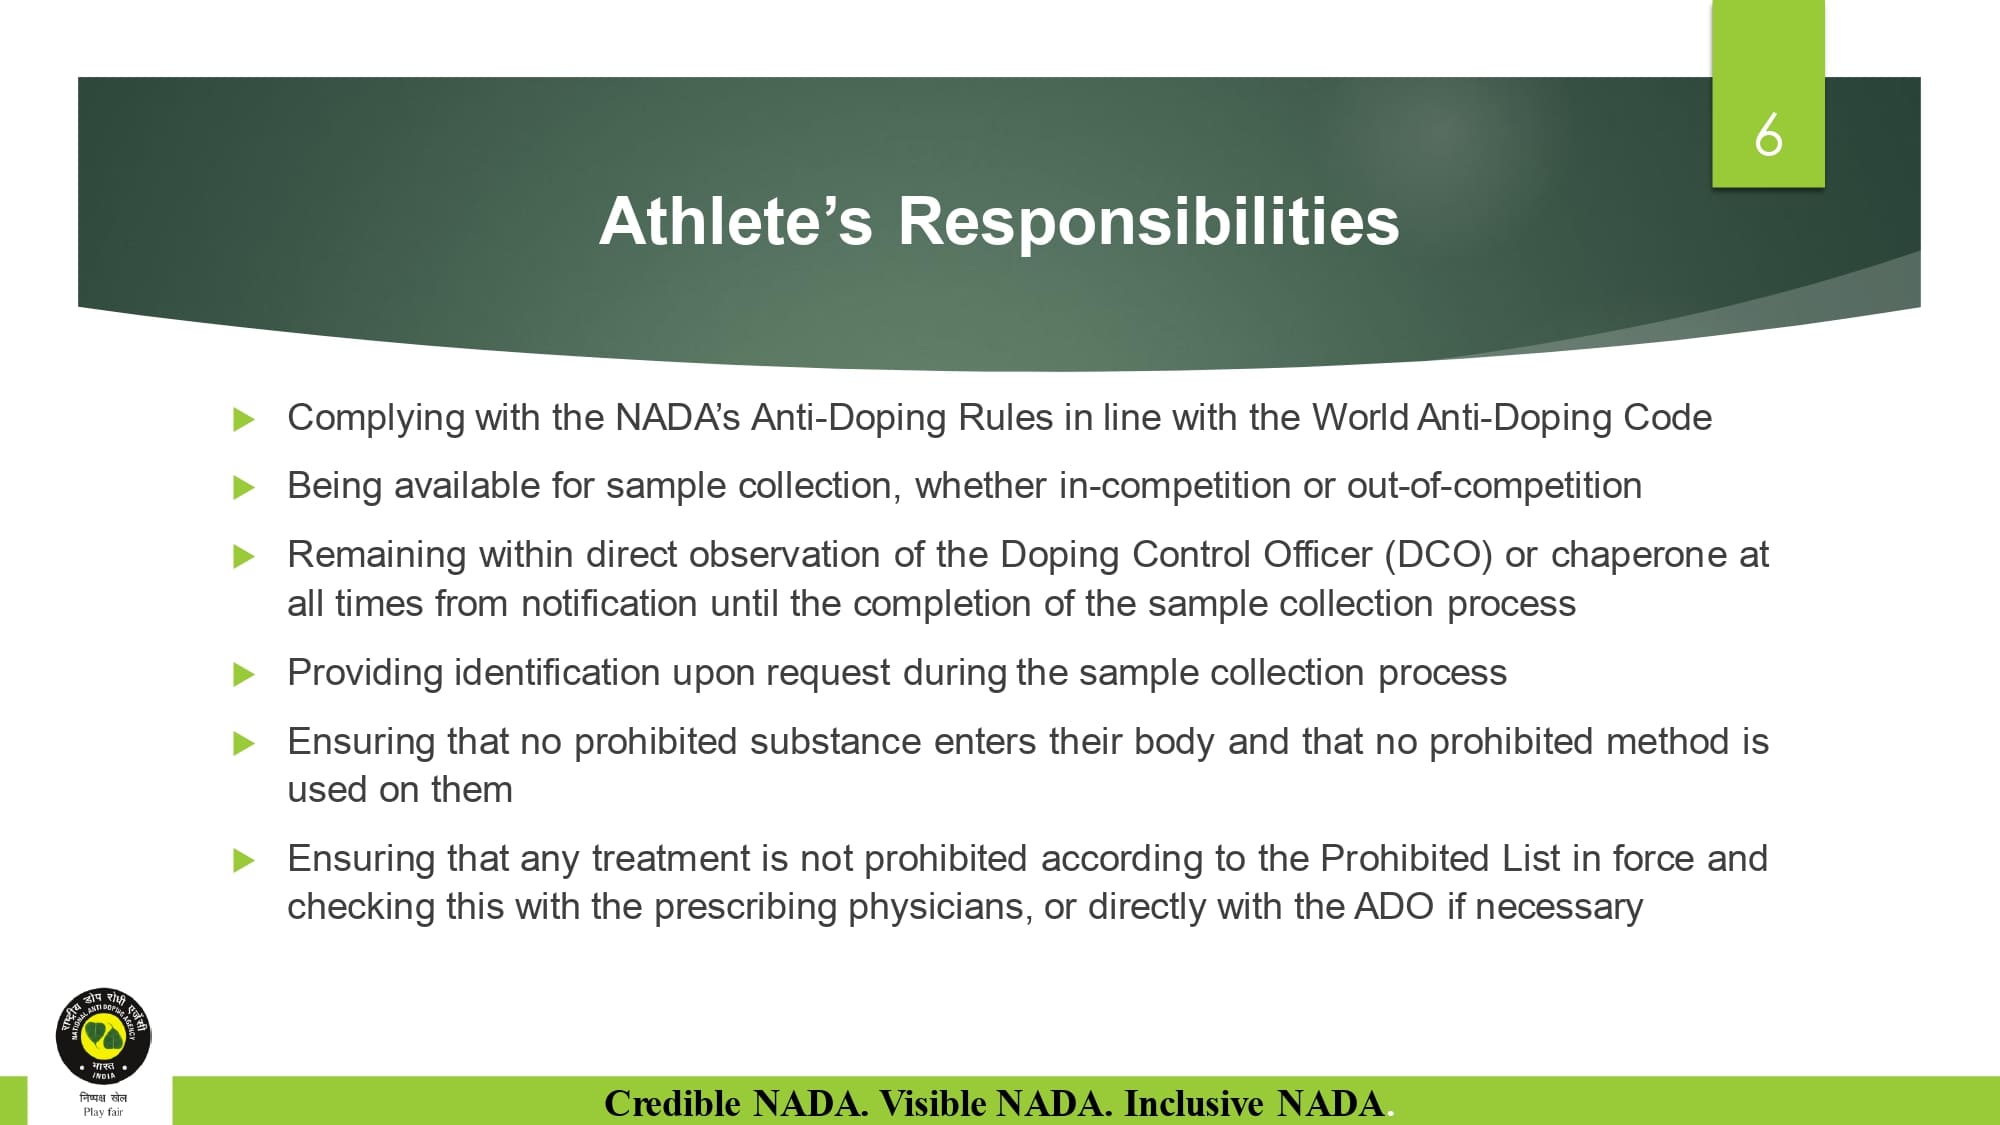 6
Athlete’s Responsibilities
Complying with the NADA’s Anti-Doping Rules in line with the World Anti-Doping Code
Being available for sample collection, whether in-competition or out-of-competition
Remaining within direct observation of the Doping Control Officer (DCO) or chaperone at
all times from notification until the completion of the sample collection process
Providing identification upon request during the sample collection process
Ensuring that no prohibited substance enters their body and that no prohibited method is
used on them
Ensuring that any treatment is not prohibited according to the Prohibited List in force and
checking this with the prescribing physicians, or directly with the ADO if necessary
राष्ट्रीय डोप रोधी एजेंसी
NATIONAL ANTI DOPING AGENCY
भारत
INDIA
निष्पक्ष खेल
Play fair
Credible NADA. Visible NADA. Inclusive NADA.